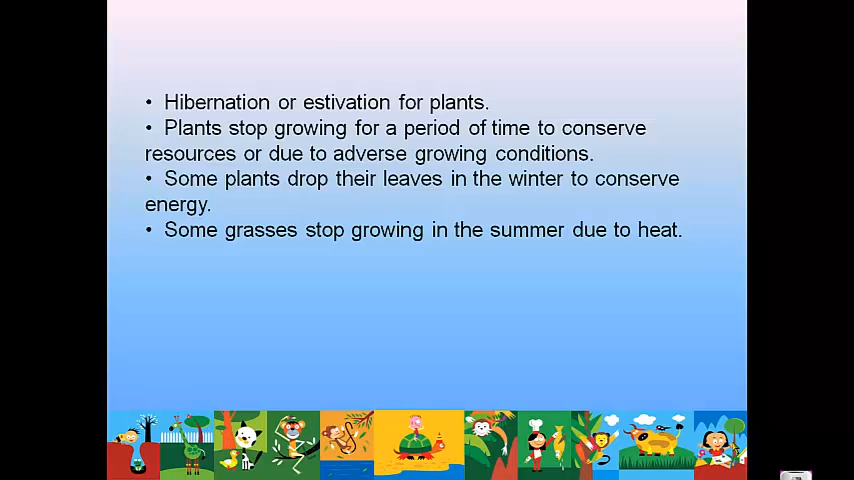 • Hibernation or estivation for plants.
• Plants stop growing for a period of time to conserve
resources or due to adverse growing conditions.
• Some plants drop their leaves in the winter to conserve
energy.
• Some grasses stop growing in the summer due to heat.